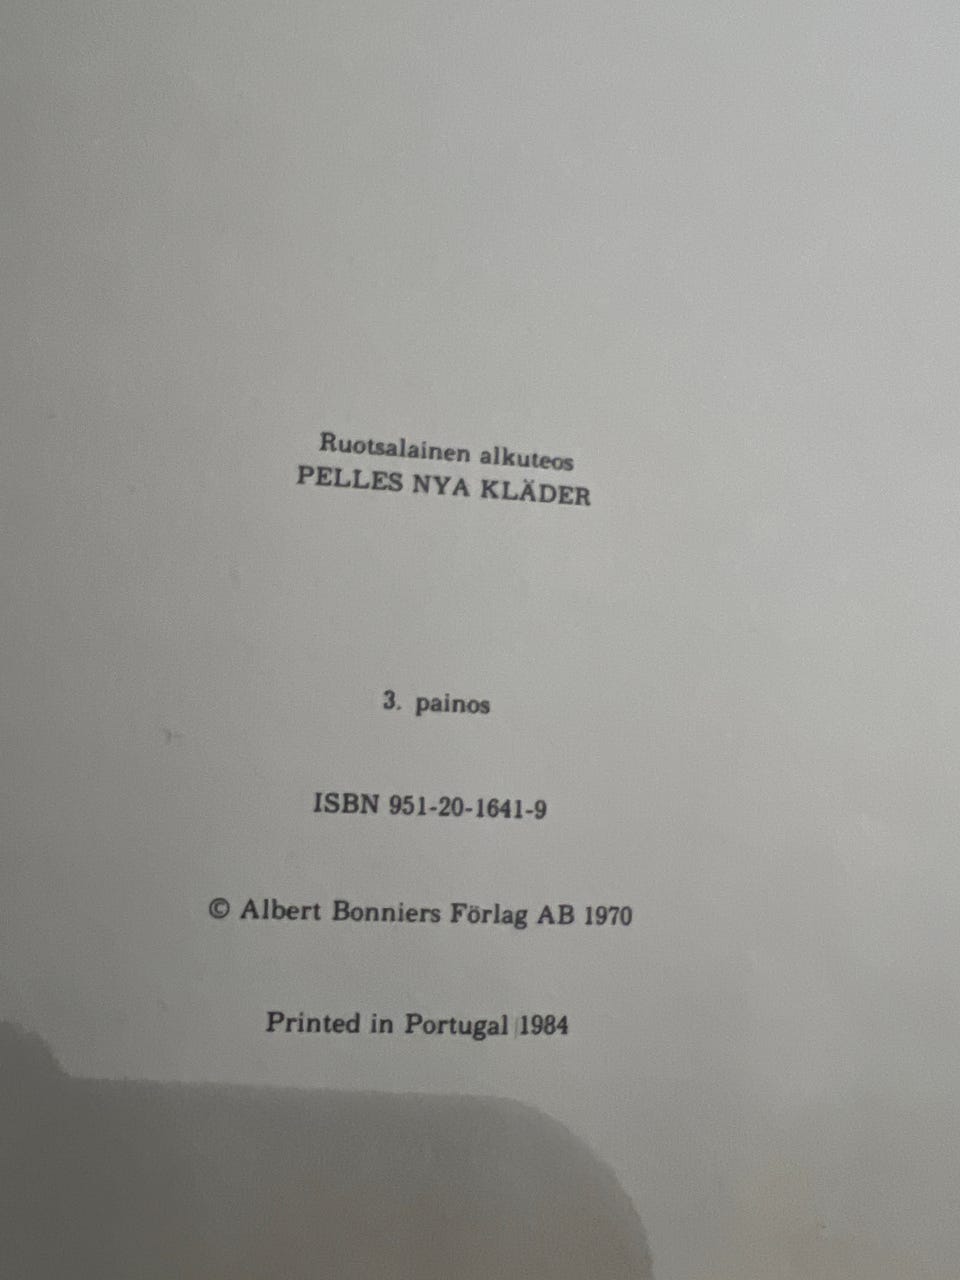 Ruotsalainen alkuteos
PELLES NYA KLÄDER
3. painos
ISBN 951-20-1641-9
© Albert Bonniers Förlag AB 1970
Printed in Portugal 1984